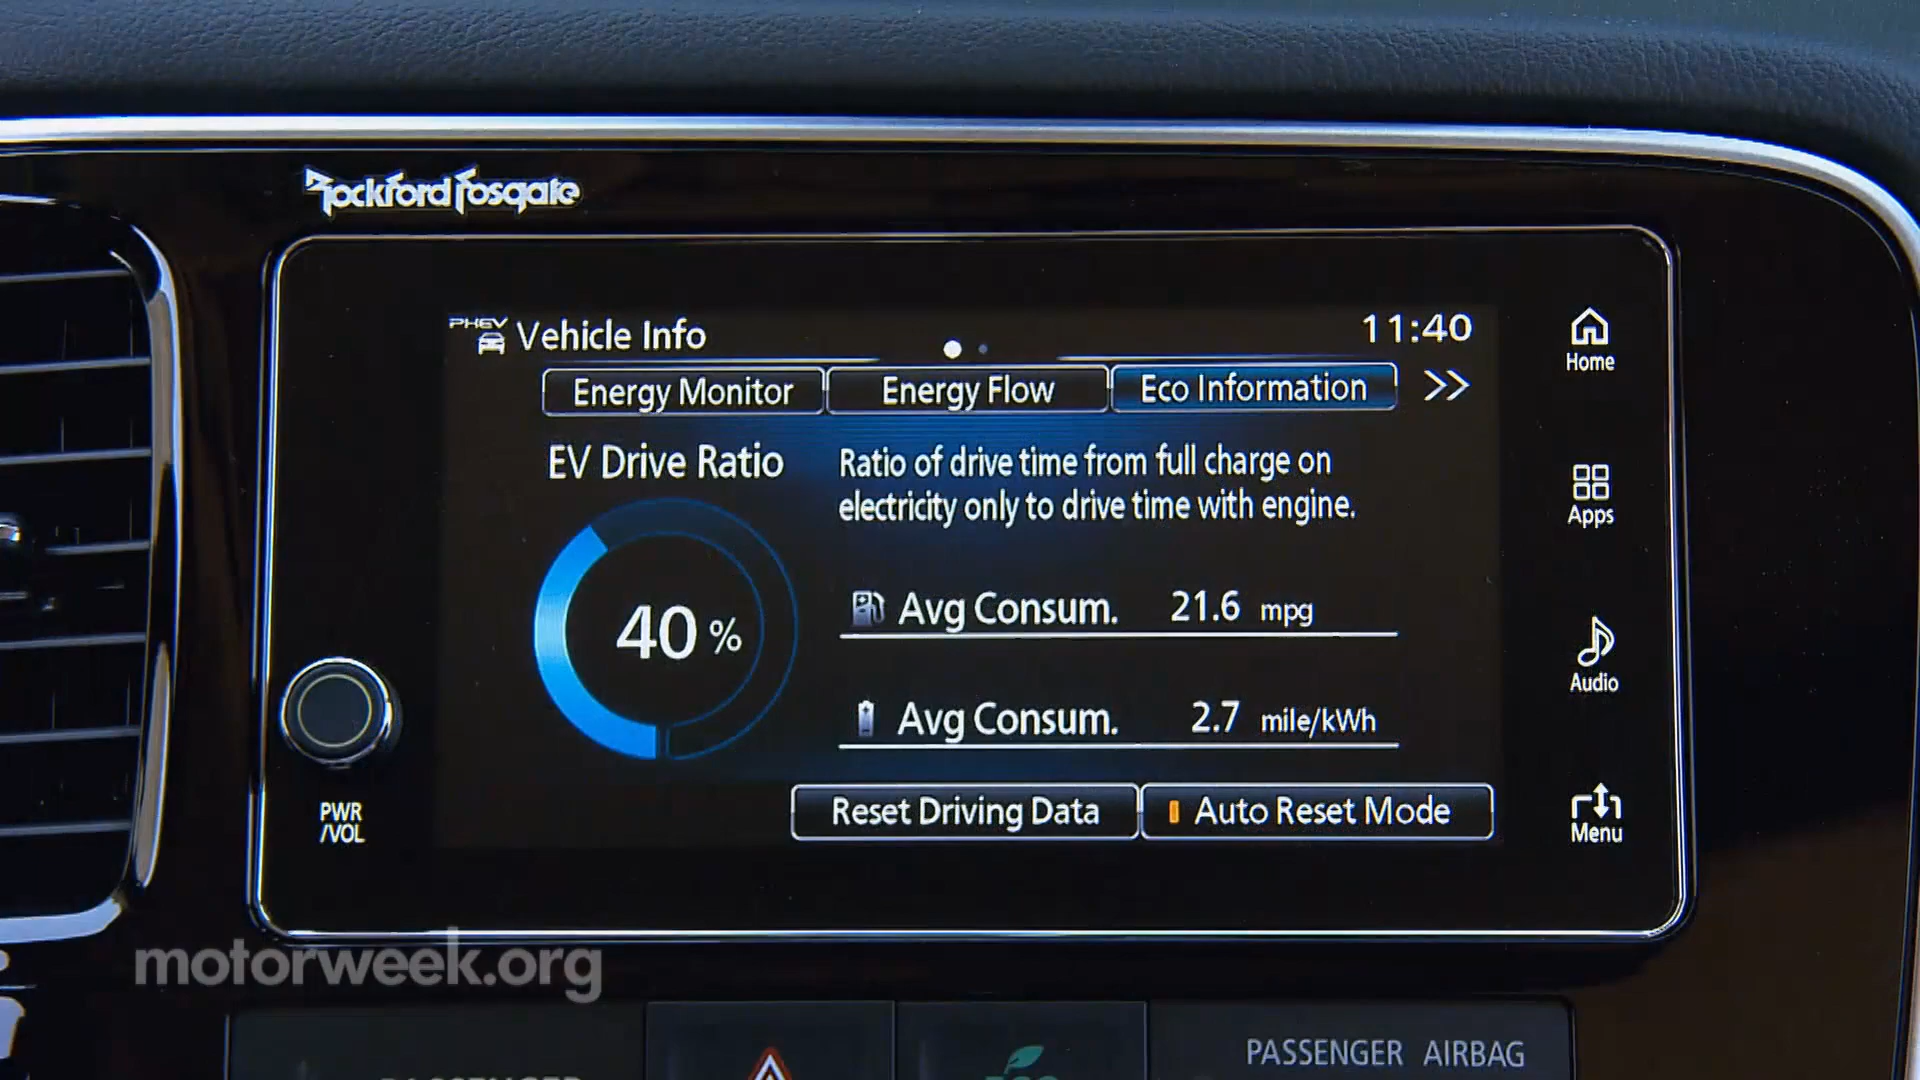 Rockford Fosgate
PHEV
Vehicle Info
11:40
Home
Energy Monitor
Energy Flow
Eco Information
EV Drive Ratio
Ratio of drive time from full charge on
electricity only to drive time with engine.
Apps
40 %
Avg Consum. 21.6 mpg
Audio
Avg Consum. 2.7 mile/kWh
PWR
/VOL
Reset Driving Data
Auto Reset Mode
Menu
motorweek.org
PASSENGER AIRBAG